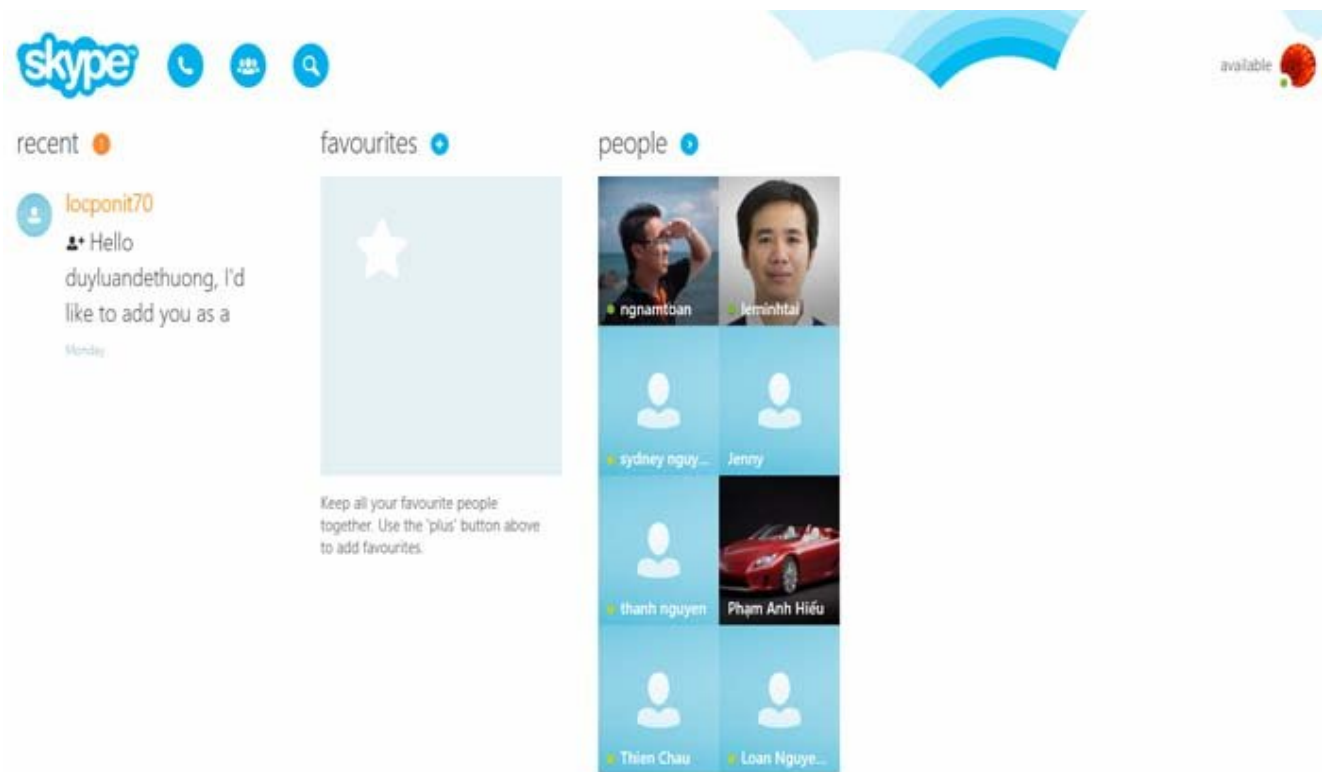 skype
available
recent
favourites
people
locponit70
Hello
duyluandethuong, I'd
like to add you as a
Monday
Keep all your favourite people
together. Use the 'plus' button above
to add favourites.
ngnamtoan
leminhtai
sydney nguy...
Jenny
thanh nguyen
Phạm Anh Hiếu
Thien Chau
Loan Nguye...